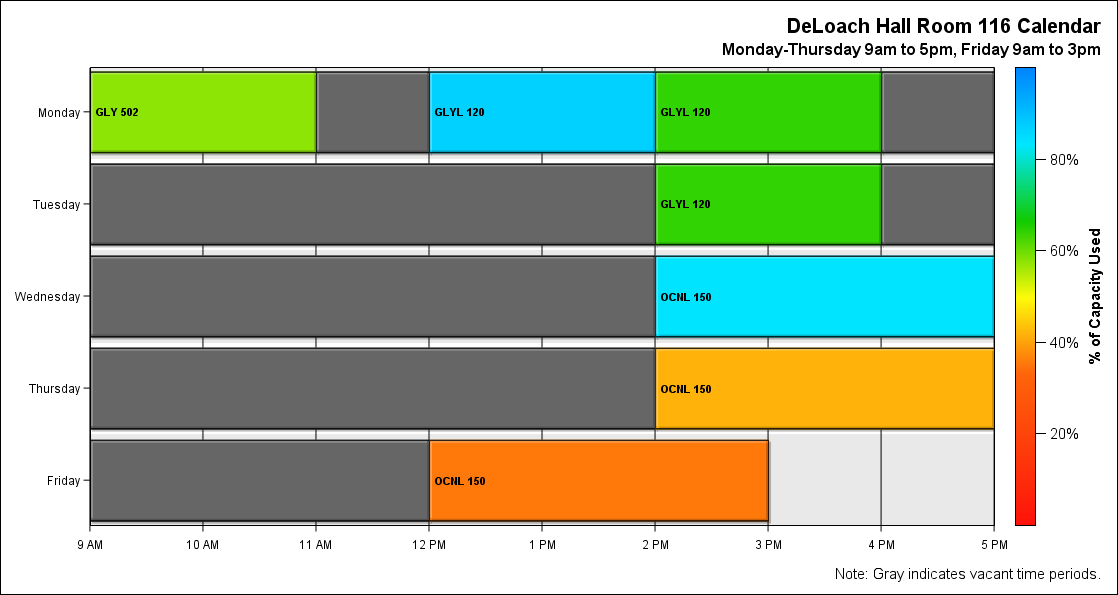 DeLoach Hall Room 116 Calendar
Monday-Thursday 9am to 5pm, Friday 9am to 3pm
Monday
GLY 502
GLYL 120
GLYL 120
80%
Tuesday
GLYL 120
60%
% of Capacity Used
Wednesday
OCNL 150
40%
Thursday
OCNL 150
20%
Friday
OCNL 150
9 AM 10 AM 11 AM 12 PM 1 PM 2 PM 3 PM 4 PM 5 PM
Note: Gray indicates vacant time periods.